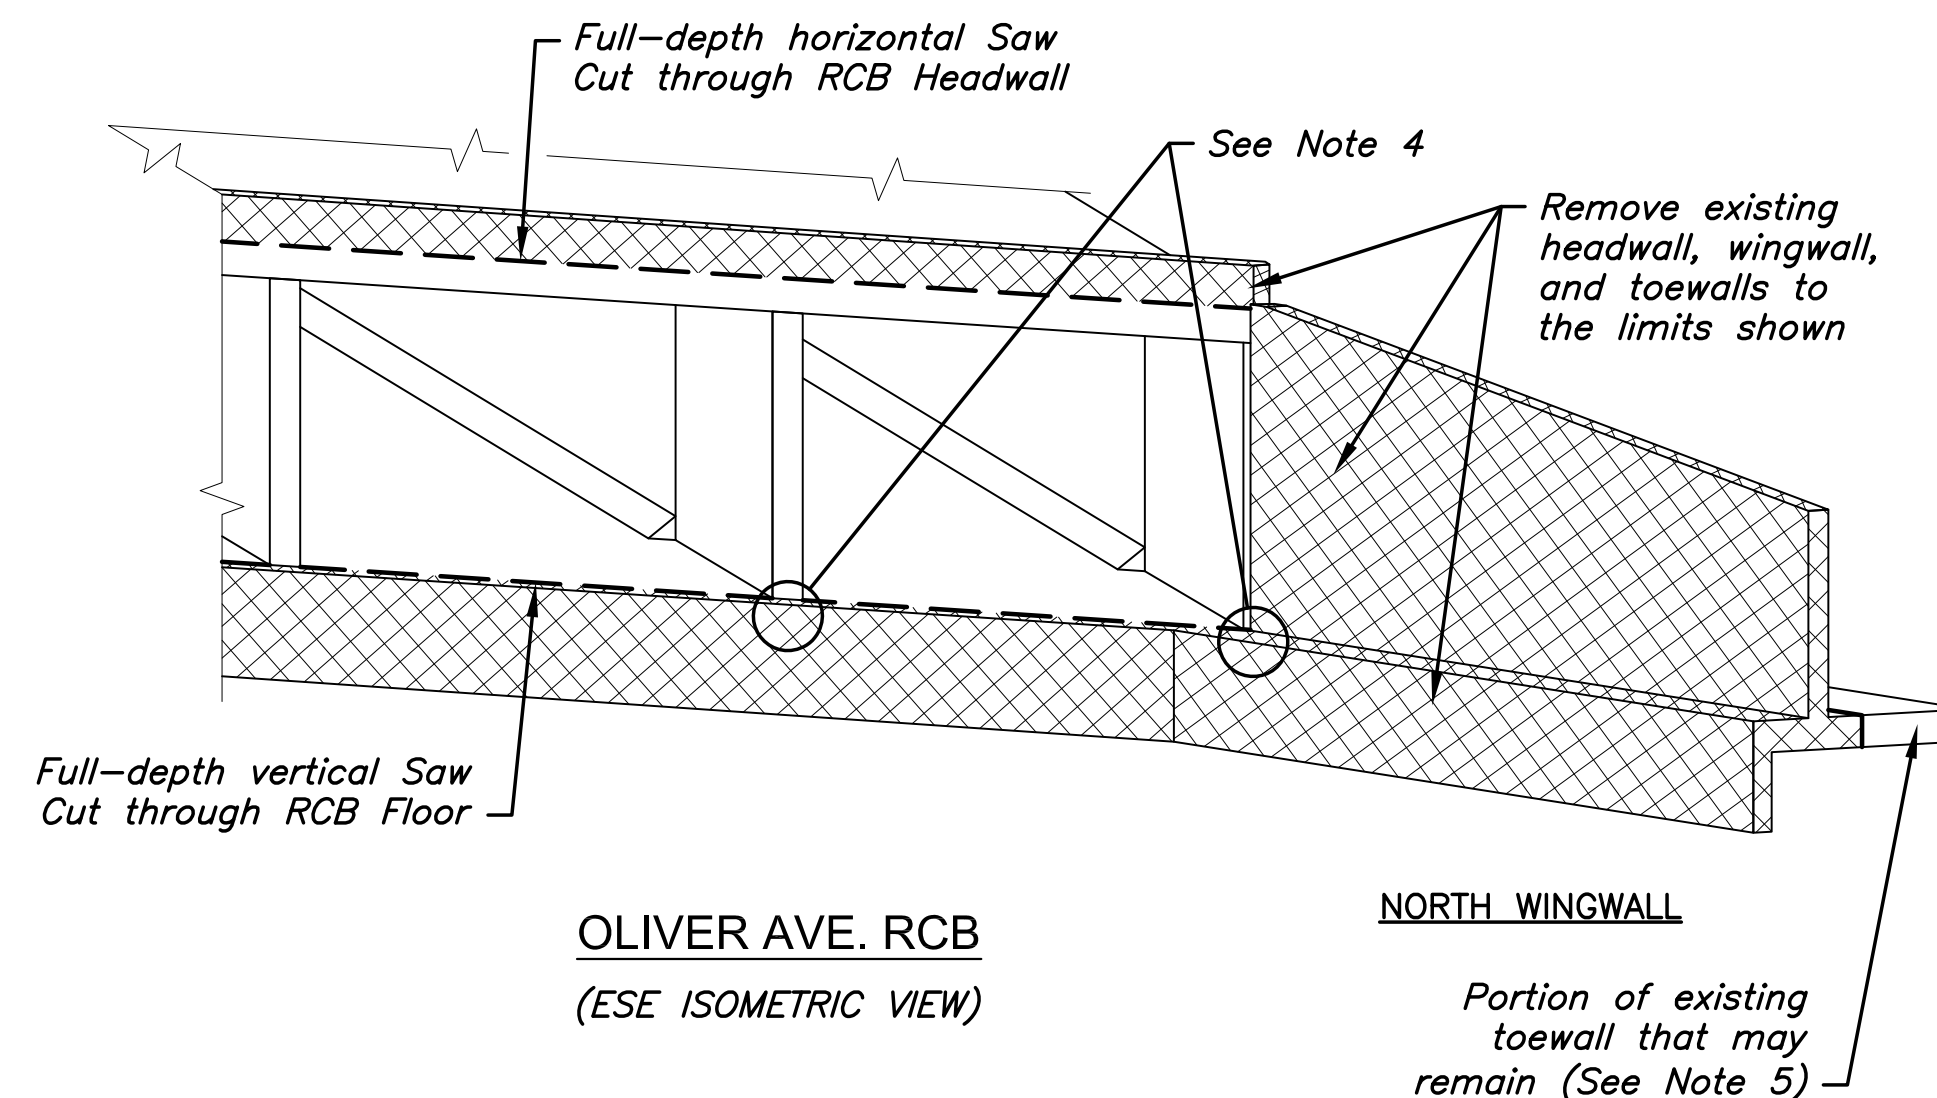 Full-depth horizontal Saw
Cut through RCB Headwall
See Note 4
Remove existing
headwall, wingwall,
and toewalls to
the limits shown
Full-depth vertical Saw
Cut through RCB Floor
OLIVER AVE. RCB
(ESE ISOMETRIC VIEW)
NORTH WINGWALL
Portion of existing
toewall that may
remain (See Note 5)